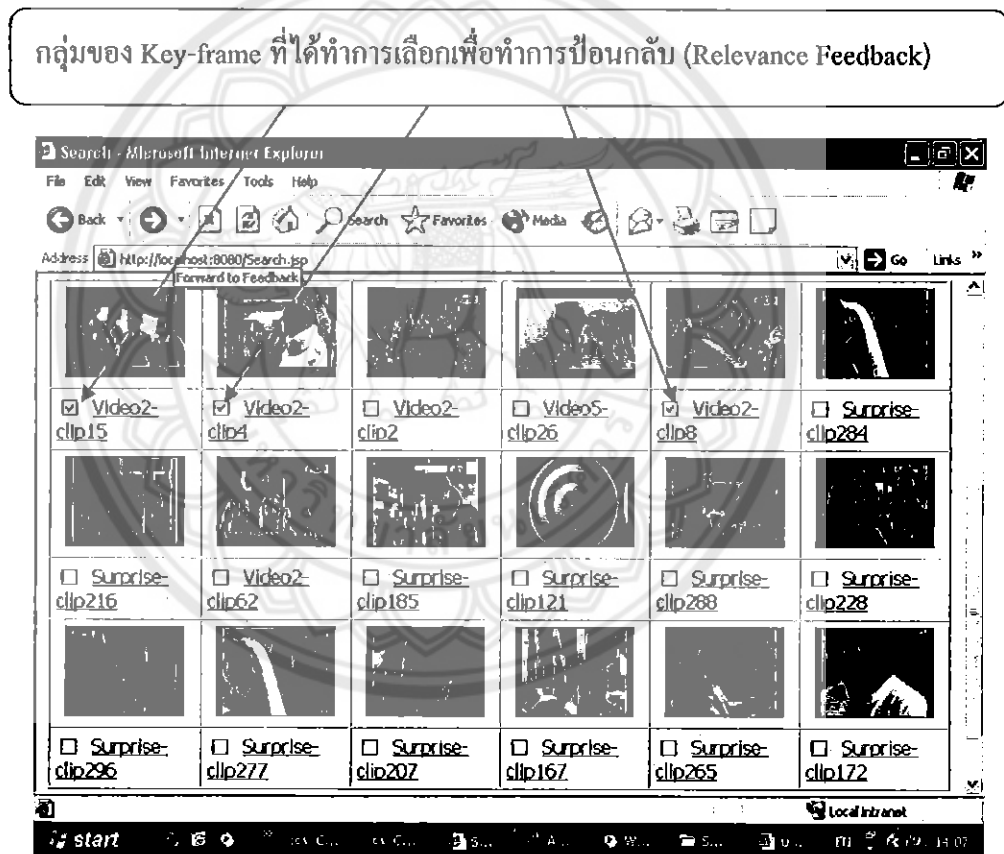 กลุ่มของ Key-frame ที่ได้ทำการเลือกเพื่อทำการป้อนกลับ (Relevance Feedback)
Search - Microsoft Internet Explorer
File Edit View Favorites Tools Help
Back Search Favorites Media
Address http://localhost:8080/Search.jsp Go Links »
Forward to Feedback
Video2- Video2- Video2- Video5- Video2- Surprise-
clip15 clip4 clip2 clip26 clip8 clip284
Surprise- Video2- Surprise- Surprise- Surprise- Surprise-
clip216 clip62 clip185 clip121 clip288 clip228
Surprise- Surprise- Surprise- Surprise- Surprise- Surprise-
clip296 clip277 clip207 clip167 clip265 clip172
Local intranet
start